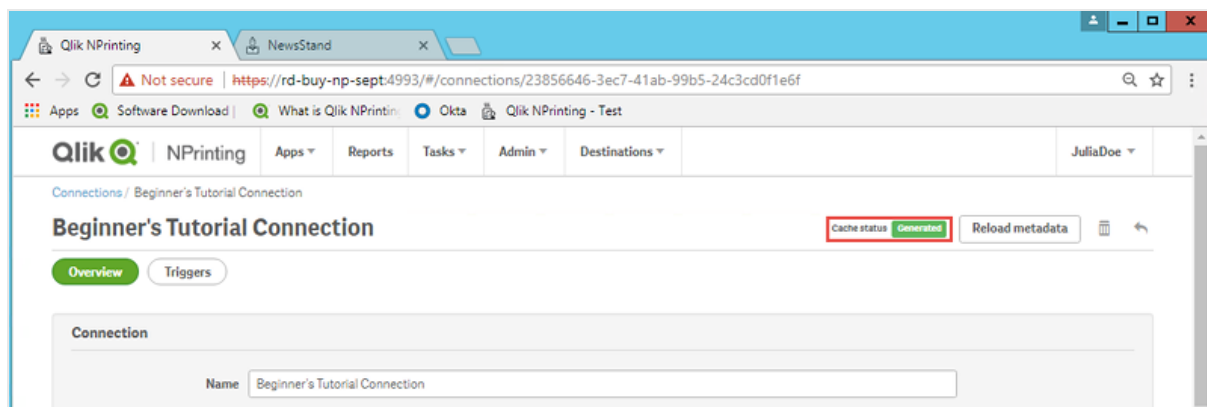 Qlik NPrinting
NewsStand
Not secure | https://rd-buy-np-sept:4993/#/connections/23856646-3ec7-41ab-99b5-24c3cd0f1e6f
Apps Software Download | What is Qlik NPrintin Okta Qlik NPrinting - Test
Qlik NPrinting Apps Reports Tasks Admin Destinations JuliaDoe
Connections / Beginner's Tutorial Connection
Beginner's Tutorial Connection Cache status Generated Reload metadata
Overview Triggers
Connection
Name Beginner's Tutorial Connection